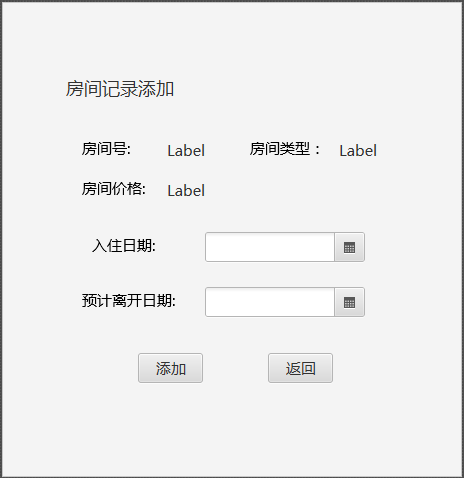 房间记录添加
房间号: Label 房间类型： Label
房间价格: Label
入住日期:
预计离开日期:
添加 返回